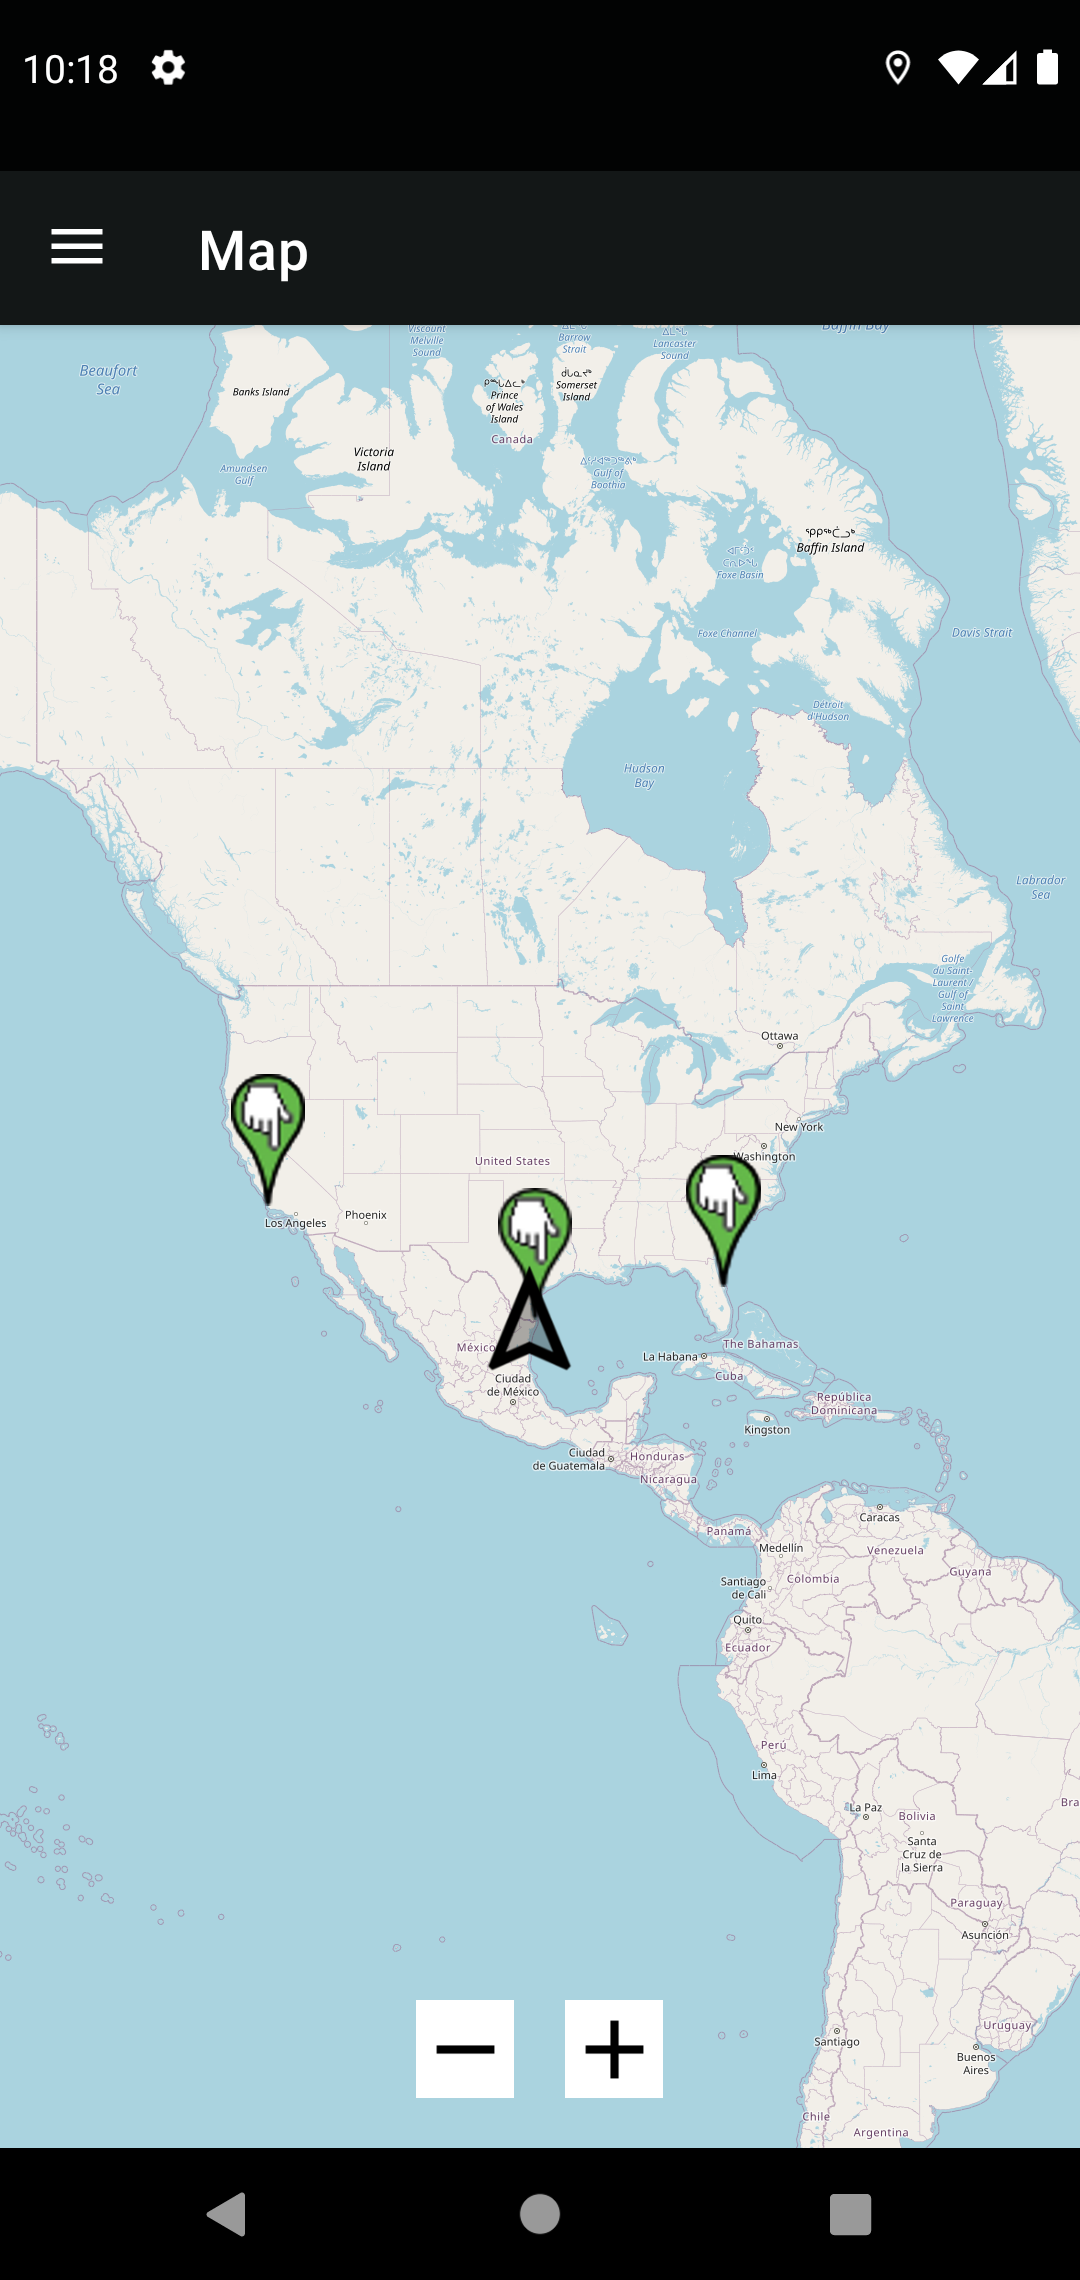 10:18
Map
Baffin Bay
Viscount
Melville
Sound
Barrow
Strait
Lancaster
Sound
Beaufort
Sea
Banks Island
Somerset
Island
Prince
of Wales
Island
Canada
Victoria
Island
Amundsen
Gulf
Gulf of
Boothia
Baffin Island
Foxe Basin
Foxe Channel
Davis Strait
Détroit
d'Hudson
Hudson
Bay
Labrador
Sea
Golfe
du Saint-
Laurent /
Gulf of
Saint
Lawrence
Ottawa
New York
Washington
United States
Phoenix
Los Angeles
México
The Bahamas
La Habana
Cuba
Ciudad
de México
República
Dominicana
Kingston
Ciudad
de Guatemala
Honduras
Nicaragua
Caracas
Panamá
Medellín
Venezuela
Guyana
Santiago
de Cali
Colombia
Quito
Ecuador
Perú
Lima
La Paz
Bolivia
Bra
Santa
Cruz de
la Sierra
Paraguay
Asunción
Uruguay
Santiago
Buenos
Aires
Chile
Argentina